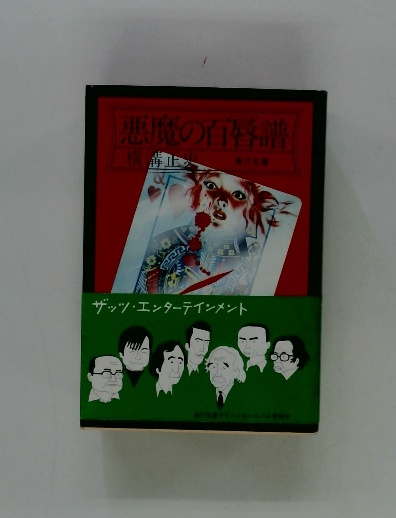 悪魔の百唇譜
横溝正史
角川文庫
ザッツ・エンターテインメント